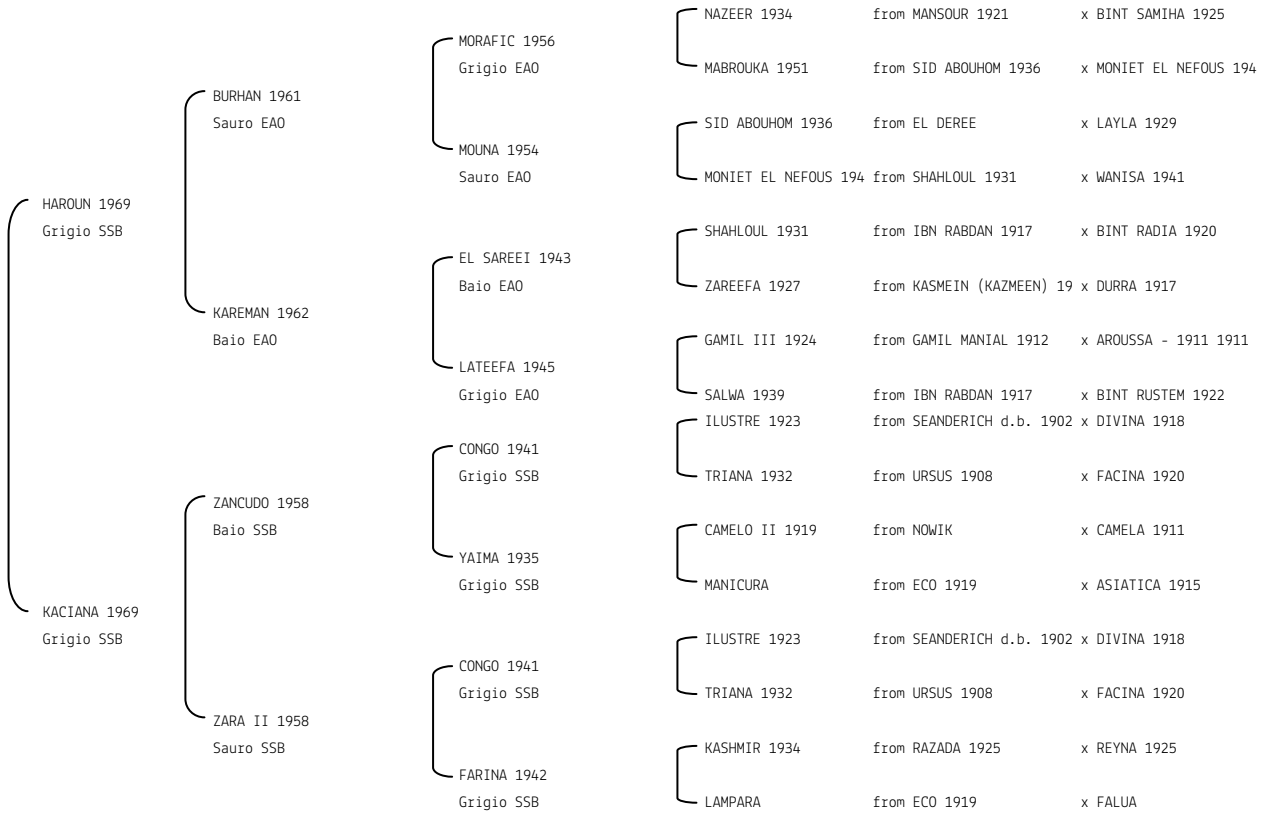 NAZEER 1934 from MANSOUR 1921 x BINT SAMIHA 1925
MORAFIC 1956
Grigio EAO
MABROUKA 1951 from SID ABOUHOM 1936 x MONIET EL NEFOUS 194
BURHAN 1961
Sauro EAO
SID ABOUHOM 1936 from EL DEREE x LAYLA 1929
MOUNA 1954
Sauro EAO
MONIET EL NEFOUS 194 from SHAHLOUL 1931 x WANISA 1941
HAROUN 1969
Grigio SSB
SHAHLOUL 1931 from IBN RABDAN 1917 x BINT RADIA 1920
EL SAREEI 1943
Baio EAO
ZAREEFA 1927 from KASMEIN (KAZMEEN) 19 x DURRA 1917
KAREMAN 1962
Baio EAO
GAMIL III 1924 from GAMIL MANIAL 1912 x AROUSSA - 1911 1911
LATEEFA 1945
Grigio EAO
SALWA 1939 from IBN RABDAN 1917 x BINT RUSTEM 1922
ILUSTRE 1923 from SEANDERICH d.b. 1902 x DIVINA 1918
CONGO 1941
Grigio SSB
TRIANA 1932 from URSUS 1908 x FACINA 1920
ZANCUDO 1958
Baio SSB
CAMELO II 1919 from NOWIK x CAMELA 1911
YAIMA 1935
Grigio SSB
MANICURA from ECO 1919 x ASIATICA 1915
KACIANA 1969
Grigio SSB
ILUSTRE 1923 from SEANDERICH d.b. 1902 x DIVINA 1918
CONGO 1941
Grigio SSB
TRIANA 1932 from URSUS 1908 x FACINA 1920
ZARA II 1958
Sauro SSB
KASHMIR 1934 from RAZADA 1925 x REYNA 1925
FARINA 1942
Grigio SSB
LAMPARA from ECO 1919 x FALUA